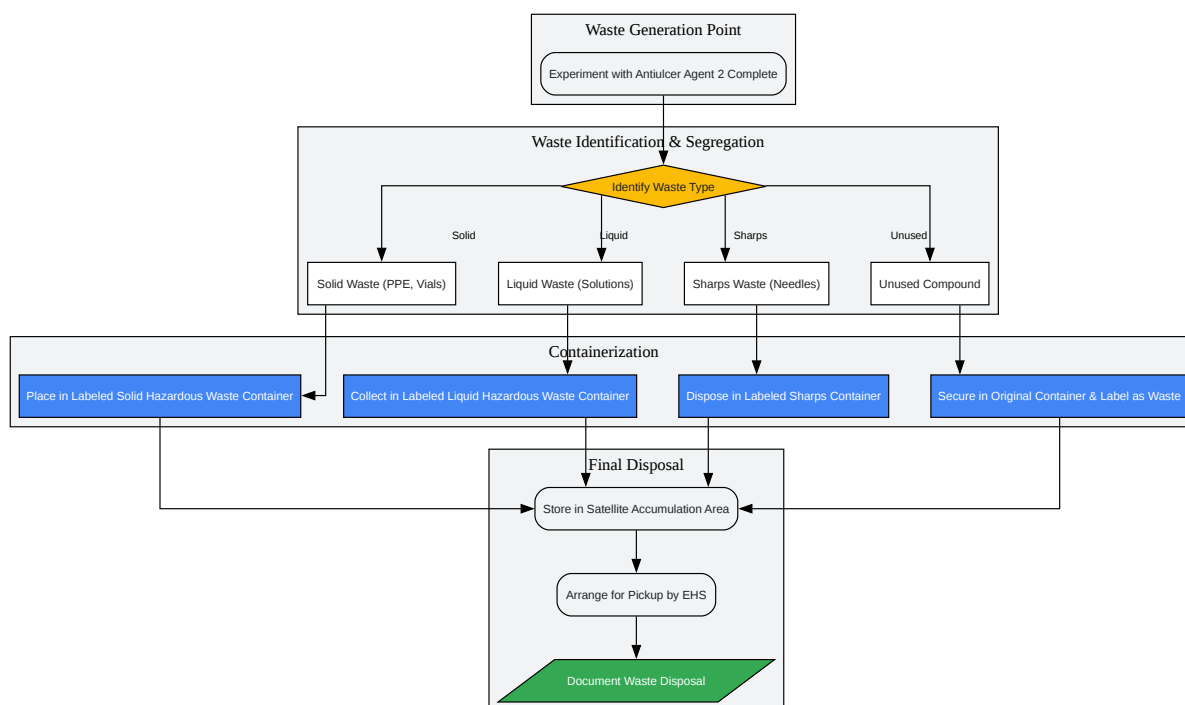 Waste Generation Point
Experiment with Antiulcer Agent 2 Complete
Waste Identification & Segregation
Identify Waste Type
Solid
Liquid
Sharps
Unused
Solid Waste (PPE, Vials)
Liquid Waste (Solutions)
Sharps Waste (Needles)
Unused Compound
Containerization
Place in Labeled Solid Hazardous Waste Container
Collect in Labeled Liquid Hazardous Waste Container
Dispose in Labeled Sharps Container
Secure in Original Container & Label as Waste
Final Disposal
Store in Satellite Accumulation Area
Arrange for Pickup by EHS
Document Waste Disposal